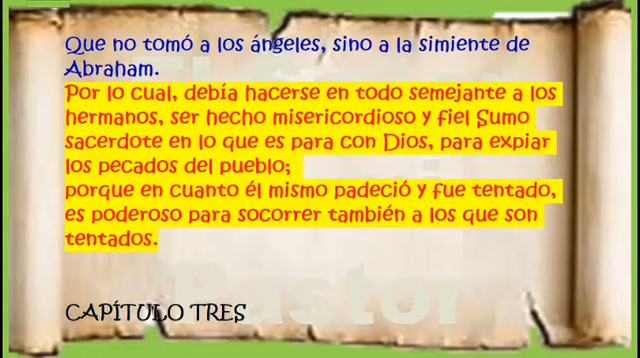 Que no tomó a los ángeles, sino a la simiente de
Abraham.
Por lo cual, debía hacerse en todo semejante a los
hermanos, ser hecho misericordioso y fiel Sumo
sacerdote en lo que es para con Dios, para expiar
los pecados del pueblo;
porque en cuanto él mismo padeció y fue tentado,
es poderoso para socorrer también a los que son
tentados.
Pastor
CAPÍTULO TRES